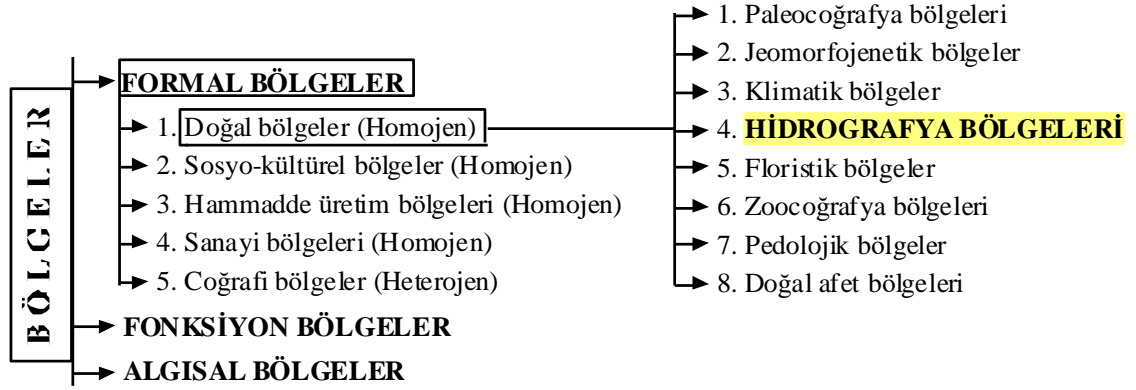 BÖLGELER
FORMAL BÖLGELER
1. Doğal bölgeler (Homojen)
2. Sosyo-kültürel bölgeler (Homojen)
3. Hammadde üretim bölgeleri (Homojen)
4. Sanayi bölgeleri (Homojen)
5. Coğrafi bölgeler (Heterojen)
FONKSİYON BÖLGELER
ALGISAL BÖLGELER
1. Paleocoğrafya bölgeleri
2. Jeomorfojenetik bölgeler
3. Klimatik bölgeler
4. HİDROGRAFYA BÖLGELERİ
5. Floristik bölgeler
6. Zoocoğrafya bölgeleri
7. Pedolojik bölgeler
8. Doğal afet bölgeleri